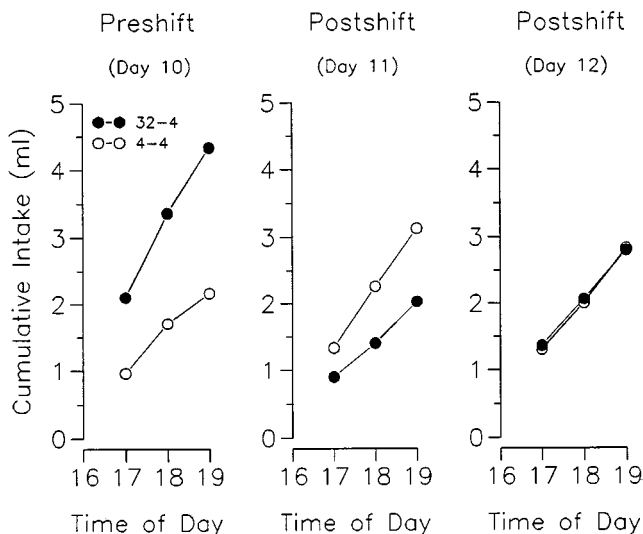 Preshift
Postshift
Postshift
(Day 10)
(Day 11)
(Day 12)
Cumulative Intake (ml)
5
4
3
2
1
0
32-4
4-4
5
4
3
2
1
0
5
4
3
2
1
0
16 17 18 19
16 17 18 19
16 17 18 19
Time of Day
Time of Day
Time of Day